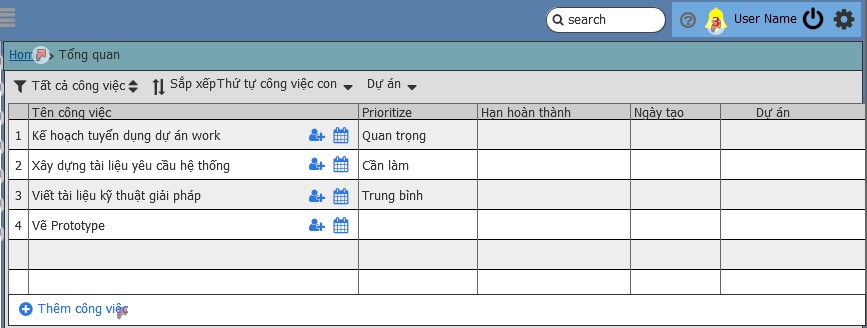 search
?
3
User Name
Home
Tổng quan
Tất cả công việc
Sắp xếpThứ tự công việc con
Dự án
Tên công việc Prioritize Hạn hoàn thành Ngày tạo Dự án
1 Kế hoạch tuyển dụng dự án work Quan trọng
2 Xây dựng tài liệu yêu cầu hệ thống Cần làm
3 Viết tài liệu kỹ thuật giải pháp Trung bình
4 Vẽ Prototype
Thêm công việc